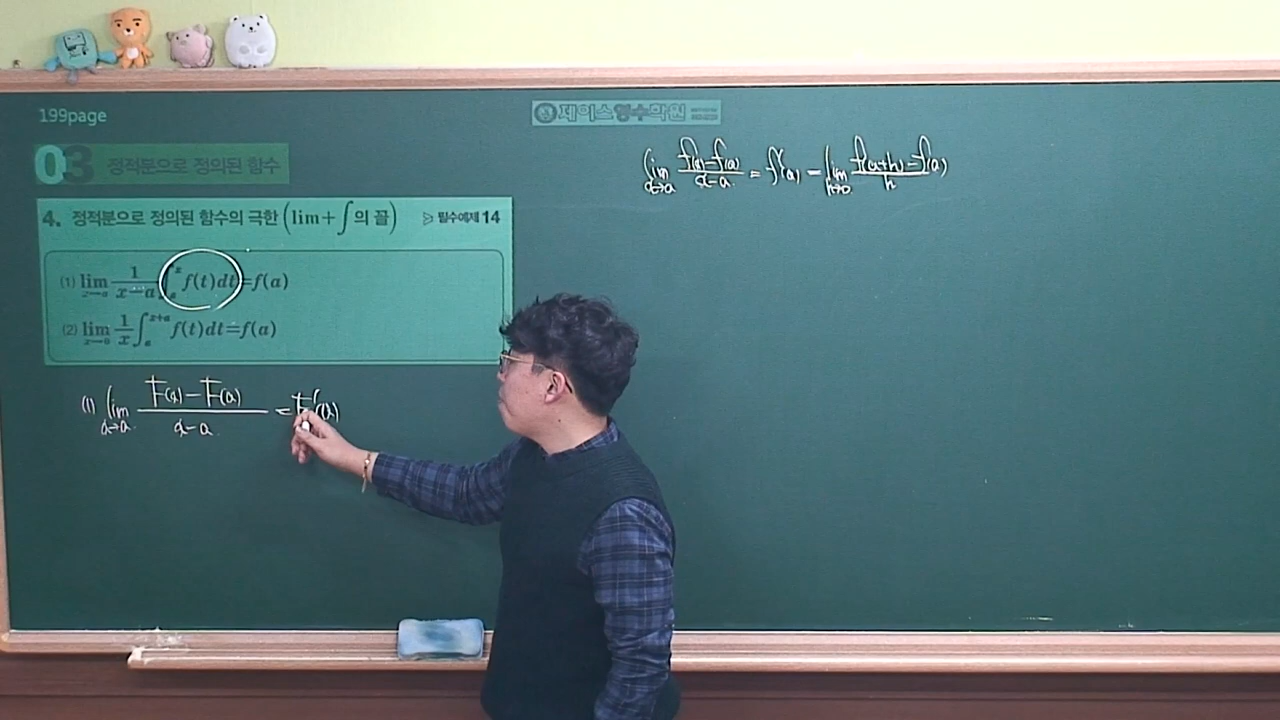 199page
제이스영수학원
03 정적분으로 정의된 함수
4. 정적분으로 정의된 함수의 극한 (lim+∫의 꼴) ▷ 필수예제 14
(1) lim_{x→a} 1/(x−a) ∫_a^x f(t)dt=f(a)
(2) lim_{x→0} 1/x ∫_a^{x+a} f(t)dt=f(a)
lim_{x→a} (f(x)−f(a))/(x−a) = f'(a) = lim_{h→0} (f(a+h)−f(a))/h
(1) lim_{x→a} (F(x)−F(a))/(x−a) = F'(a)